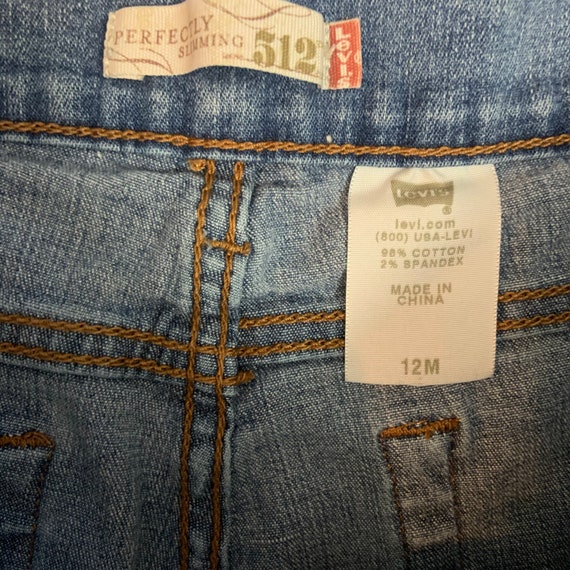 PERFECTLY
SLIMMING
512
Levi's
Levi's
®
levi.com
(800) USA-LEVI
98% COTTON
2% SPANDEX
MADE IN
CHINA
12M